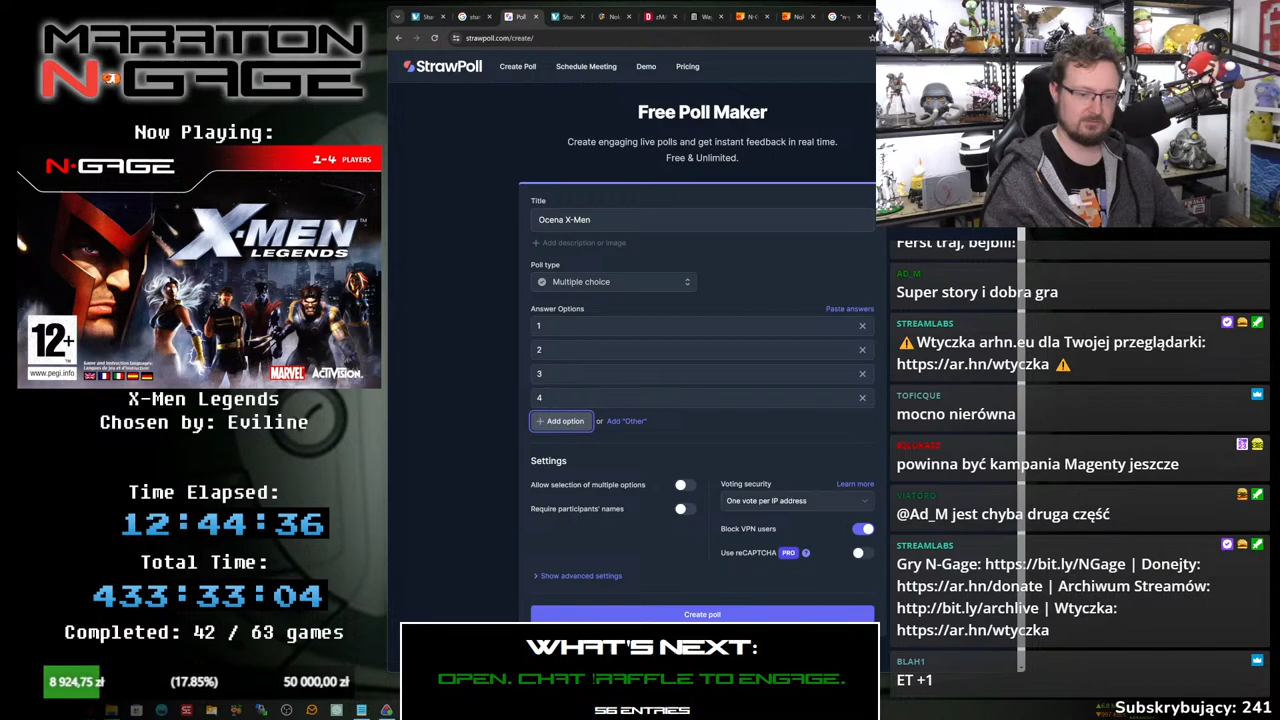 MARATON
N-GAGE
Now Playing:
N·GAGE
1-4 PLAYERS
X-MEN
LEGENDS
12+
www.pegi.info
MARVEL
ACTIVISION
X-Men Legends
Chosen by: Eviline
Time Elapsed:
12:44:36
Total Time:
433:33:04
Completed: 42 / 63 games
8 924,75 zł
(17.85%)
50 000,00 zł
Poll
strawpoll.com/create/
StrawPoll
Create Poll
Schedule Meeting
Demo
Pricing
Free Poll Maker
Create engaging live polls and get instant feedback in real time.
Free & Unlimited.
Title
Ocena X-Men
+ Add description or image
Poll type
Multiple choice
Answer Options
Paste answers
1
2
3
4
+ Add option
or
Add "Other"
Settings
Allow selection of multiple options
Require participants' names
Voting security
Learn more
One vote per IP address
Block VPN users
Use reCAPTCHA
PRO
?
> Show advanced settings
Create poll
WHAT'S NEXT:
OPEN. CHAT !RAFFLE TO ENGAGE.
56 ENTRIES
Ferst traj, bejbiii!
AD_M
Super story i dobra gra
STREAMLABS
Wtyczka arhn.eu dla Twojej przeglądarki:
https://ar.hn/wtyczka
TOFICQUE
mocno nierówna
powinna być kampania Magenty jeszcze
VIATORO
@Ad_M jest chyba druga część
STREAMLABS
Gry N-Gage: https://bit.ly/NGage | Donejty:
https://ar.hn/donate | Archiwum Streamów:
http://bit.ly/archlive | Wtyczka:
https://ar.hn/wtyczka
BLAH1
ET +1
Subskrybujący: 241